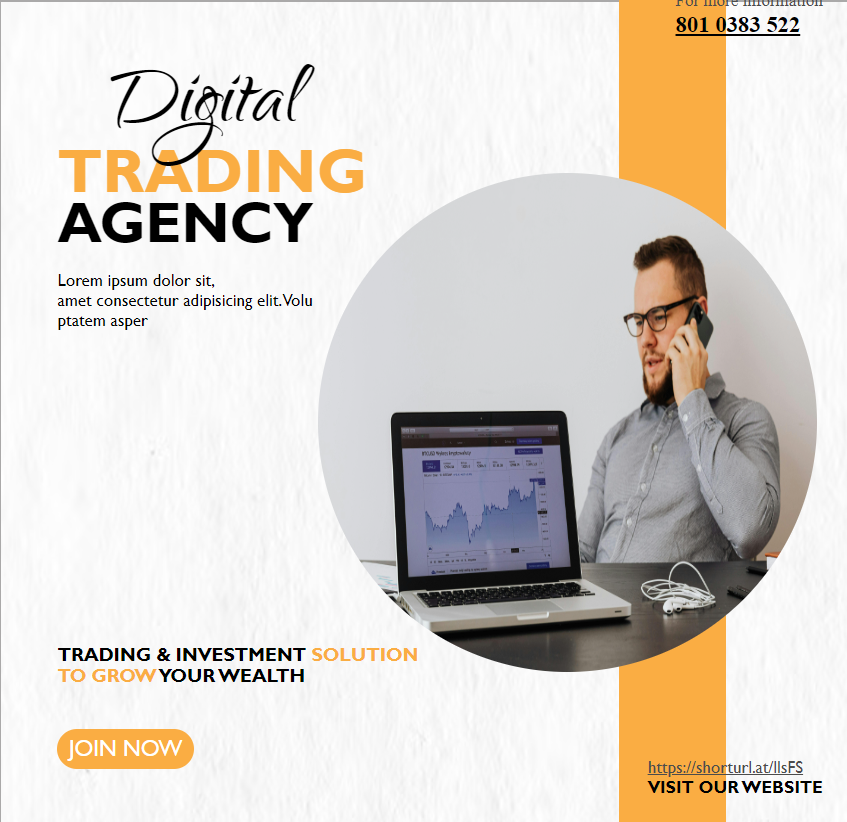 For more information
801 0383 522
Digital
TRADING
AGENCY
Lorem ipsum dolor sit,
amet consectetur adipisicing elit. Volu
ptatem asper
TRADING & INVESTMENT SOLUTION
TO GROW YOUR WEALTH
JOIN NOW
https://shorturl.at/llsFS
VISIT OUR WEBSITE